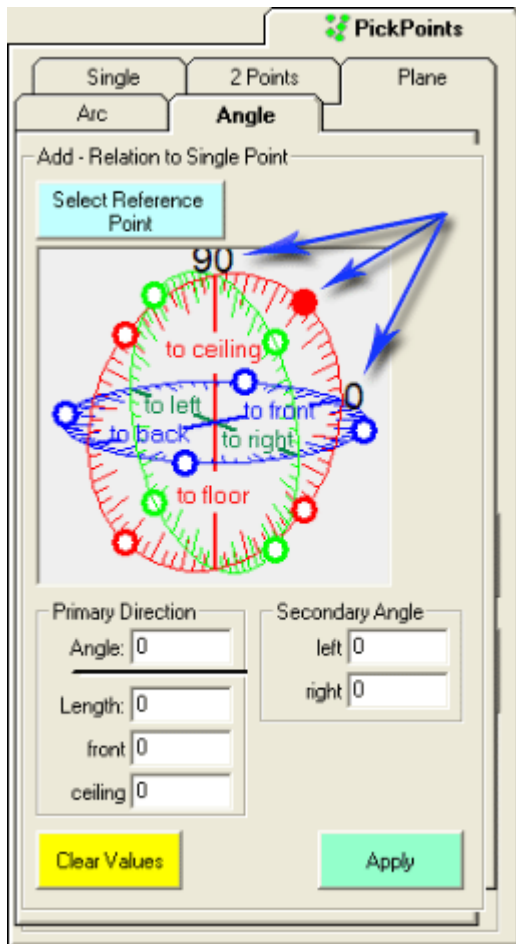 PickPoints
Single 2 Points Plane
Arc Angle
Add - Relation to Single Point
Select Reference
Point
90
to ceiling
0
to left to front
to back to right
to floor
Primary Direction Secondary Angle
Angle: 0 left 0
Length: 0 right 0
front 0
ceiling 0
Clear Values Apply